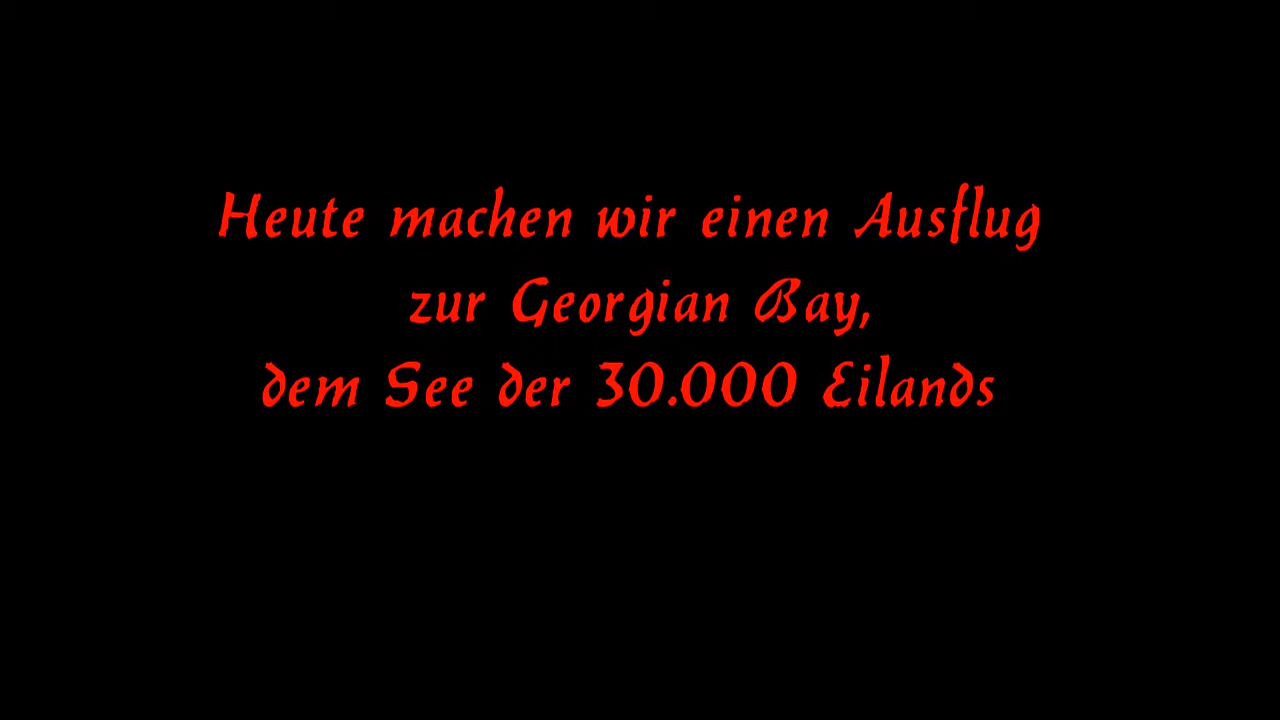 Heute machen wir einen Ausflug
zur Georgian Bay,
dem See der 30.000 Eilands